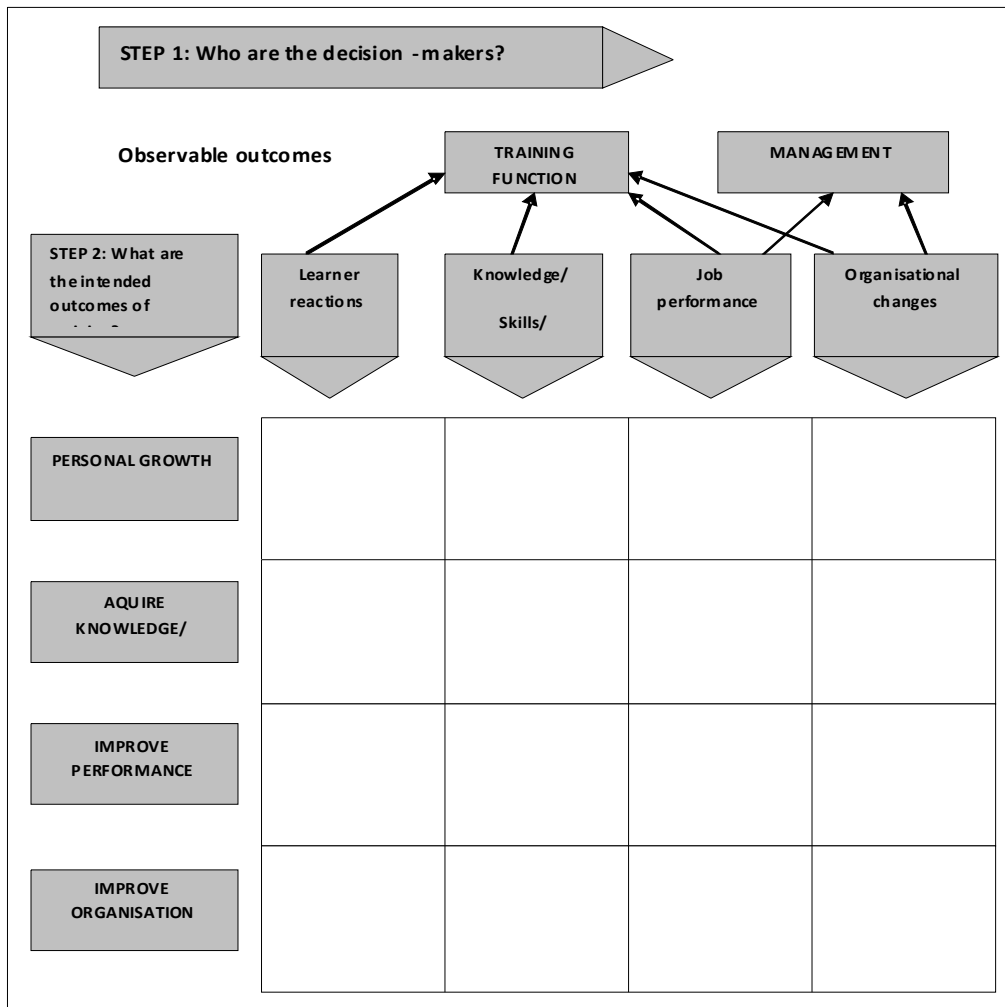 STEP 1: Who are the decision -makers?
Observable outcomes
TRAINING
FUNCTION
MANAGEMENT
STEP 2: What are
the intended
outcomes of
Learner
reactions
Knowledge/
Skills/
Job
performance
Organisational
changes
PERSONAL GROWTH
AQUIRE
KNOWLEDGE/
IMPROVE
PERFORMANCE
IMPROVE
ORGANISATION